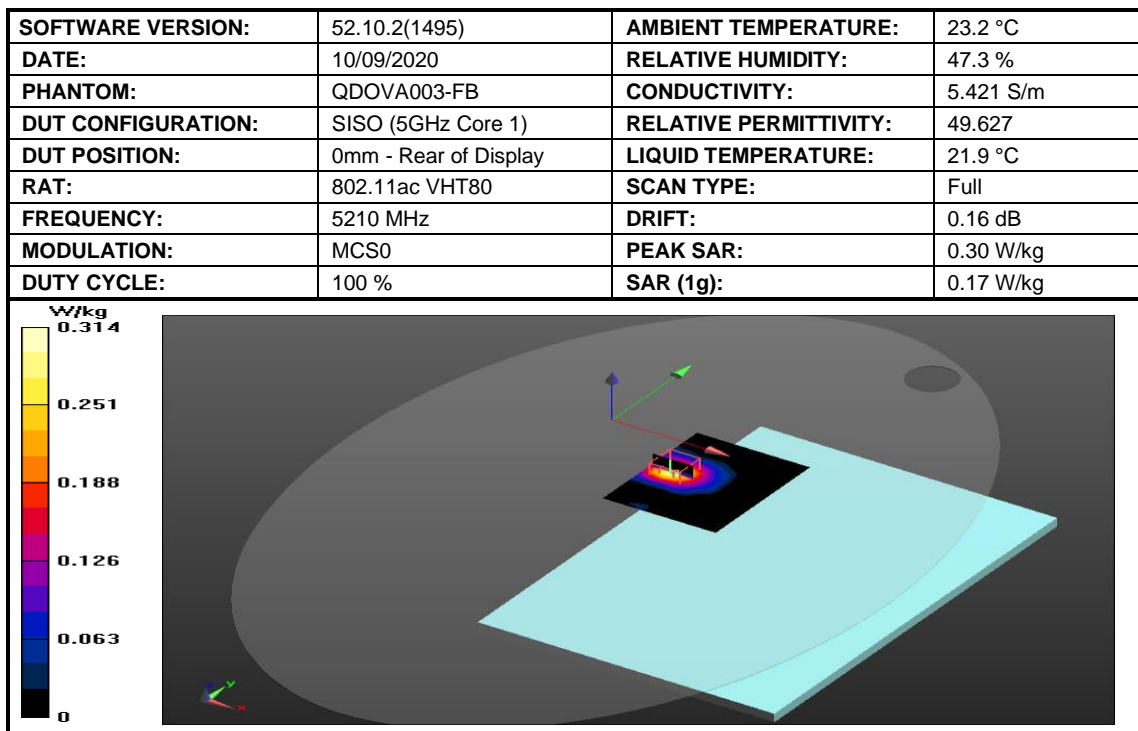 SOFTWARE VERSION: 52.10.2(1495) AMBIENT TEMPERATURE: 23.2 °C
DATE: 10/09/2020 RELATIVE HUMIDITY: 47.3 %
PHANTOM: QDOVA003-FB CONDUCTIVITY: 5.421 S/m
DUT CONFIGURATION: SISO (5GHz Core 1) RELATIVE PERMITTIVITY: 49.627
DUT POSITION: 0mm - Rear of Display LIQUID TEMPERATURE: 21.9 °C
RAT: 802.11ac VHT80 SCAN TYPE: Full
FREQUENCY: 5210 MHz DRIFT: 0.16 dB
MODULATION: MCS0 PEAK SAR: 0.30 W/kg
DUTY CYCLE: 100 % SAR (1g): 0.17 W/kg
W/kg
0.314
0.251
0.188
0.126
0.063
0
Y
X